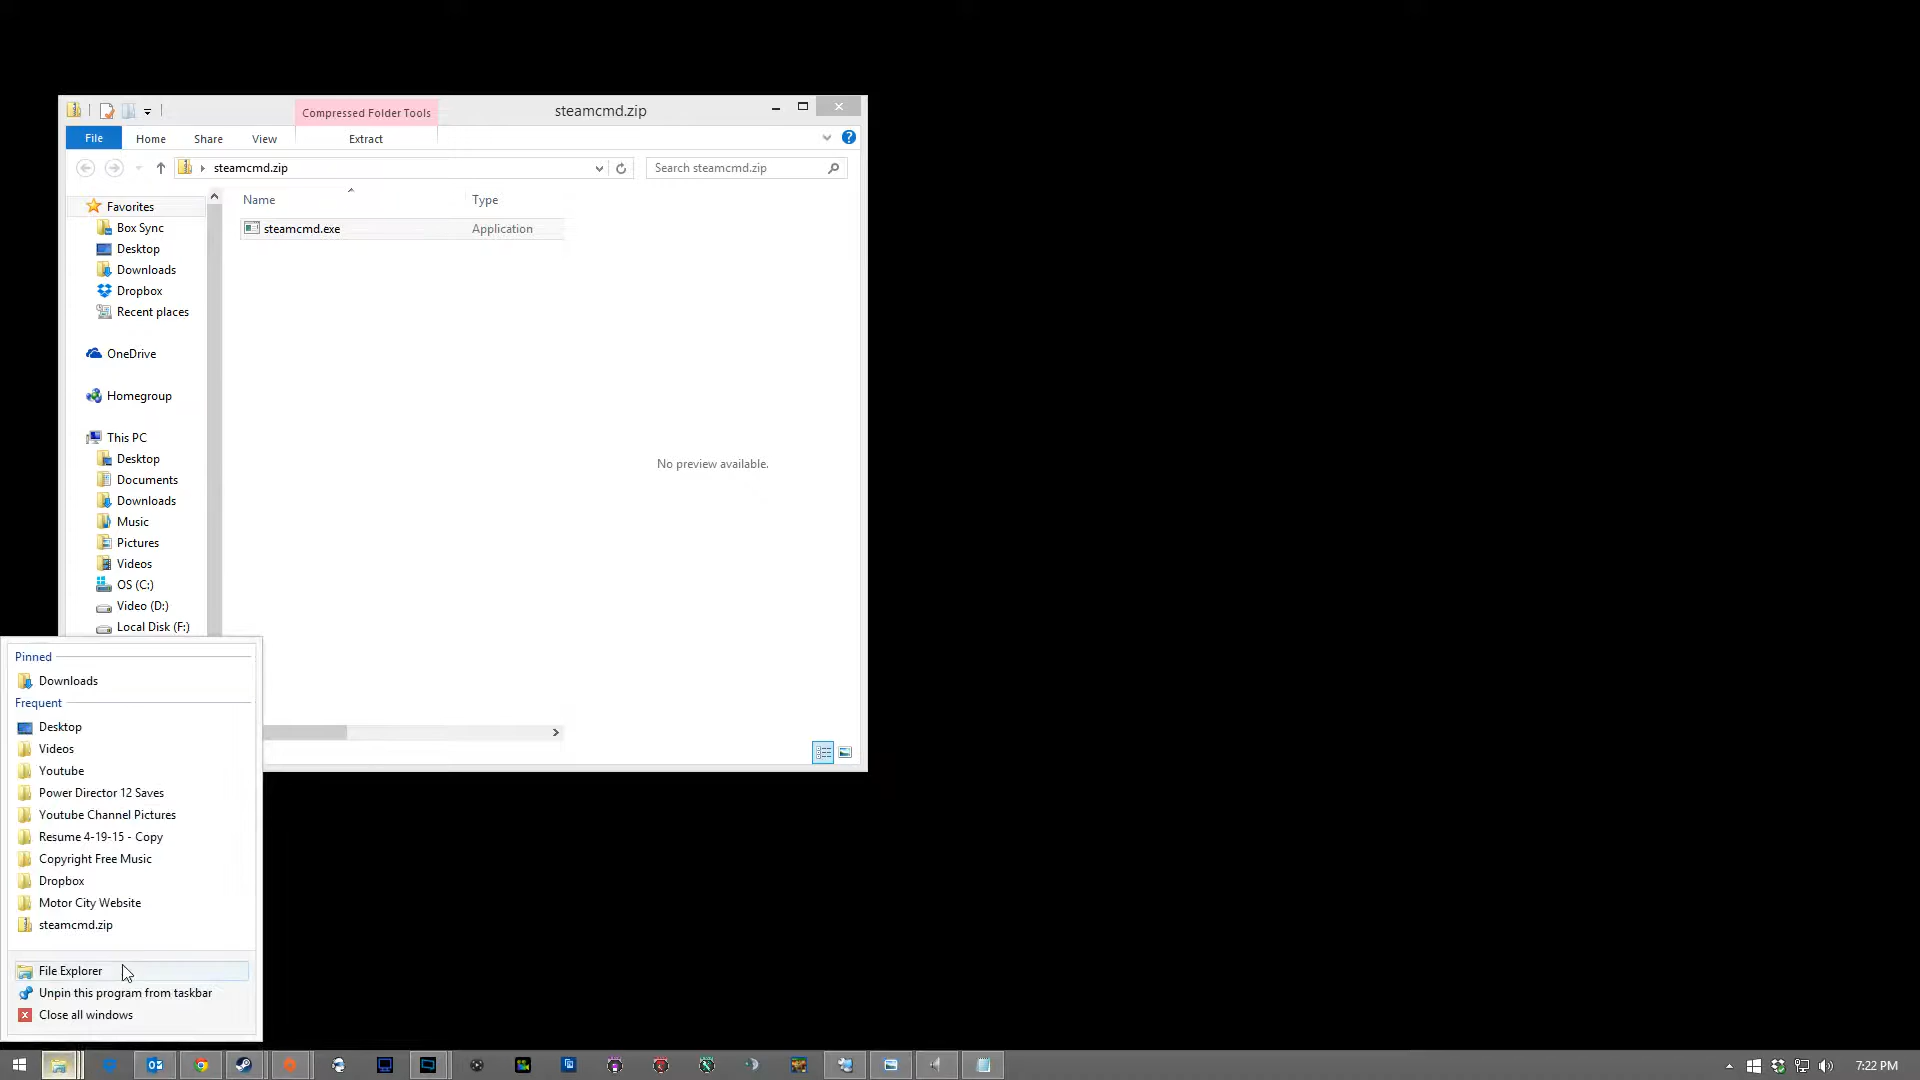 Compressed Folder Tools
steamcmd.zip
File
Home
Share
View
Extract
steamcmd.zip
Search steamcmd.zip
Name
Type
Favorites
steamcmd.exe
Application
Box Sync
Desktop
Downloads
Dropbox
Recent places
OneDrive
Homegroup
This PC
Desktop
Documents
No preview available.
Downloads
Music
Pictures
Videos
OS (C:)
Video (D:)
Local Disk (F:)
Pinned
Downloads
Frequent
Desktop
Videos
Youtube
Power Director 12 Saves
Youtube Channel Pictures
Resume 4-19-15 - Copy
Copyright Free Music
Dropbox
Motor City Website
steamcmd.zip
File Explorer
Unpin this program from taskbar
Close all windows
7:22 PM